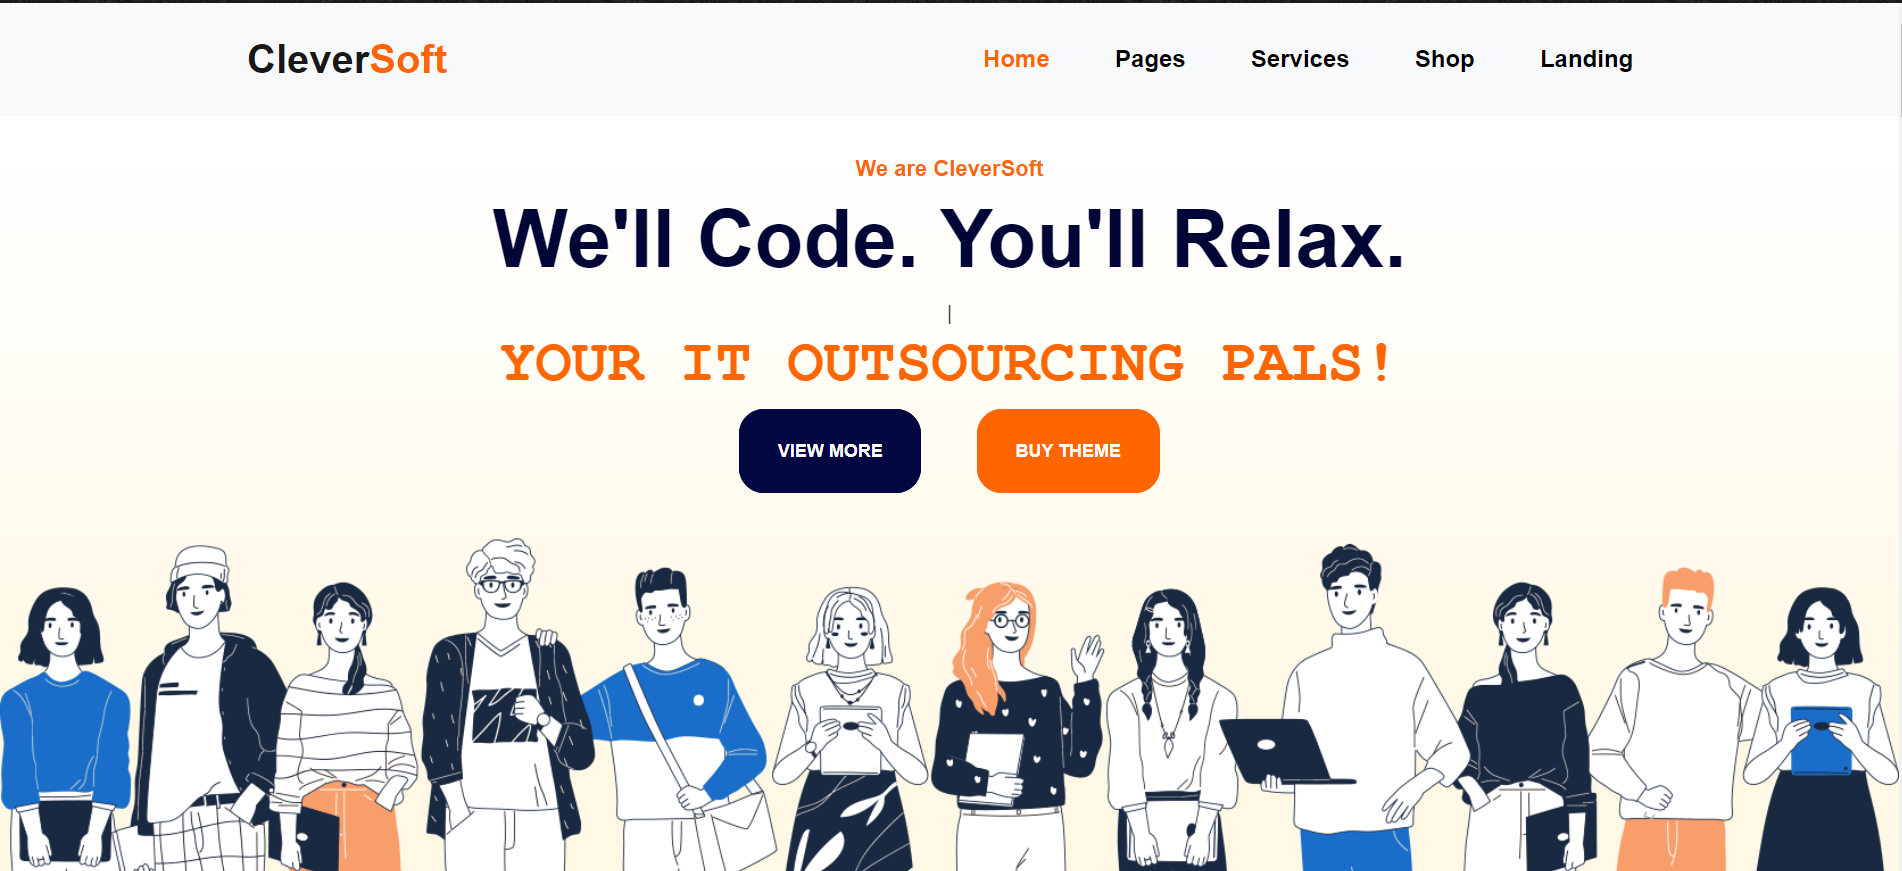 CleverSoft
Home Pages Services Shop Landing
We are CleverSoft
We'll Code. You'll Relax.
|
YOUR IT OUTSOURCING PALS!
VIEW MORE BUY THEME